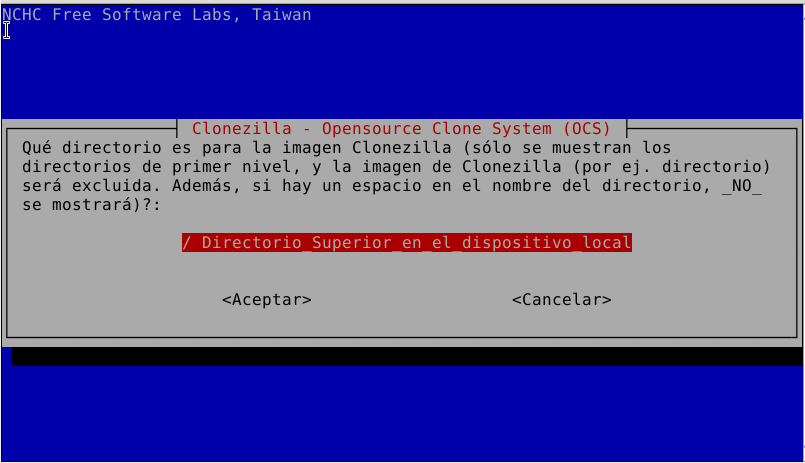 NCHC Free Software Labs, Taiwan
Clonezilla - Opensource Clone System (OCS)
Qué directorio es para la imagen Clonezilla (sólo se muestran los
directorios de primer nivel, y la imagen de Clonezilla (por ej. directorio)
será excluida. Además, si hay un espacio en el nombre del directorio, _NO_
se mostrará)?:
/ Directorio_Superior_en_el_dispositivo_local
<Aceptar> <Cancelar>